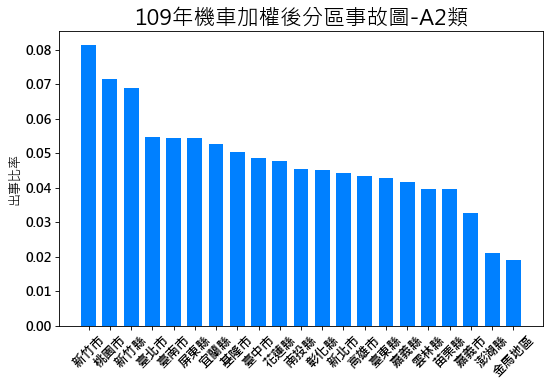 109年機車加權後分區事故圖-A2類
出事比率
0.08
0.07
0.06
0.05
0.04
0.03
0.02
0.01
0.00
新竹市
桃園市
新竹縣
臺北市
臺南市
屏東縣
宜蘭縣
基隆市
臺中市
花蓮縣
南投縣
彰化縣
新北市
高雄市
臺東縣
嘉義縣
雲林縣
苗栗縣
嘉義市
澎湖縣
金馬地區